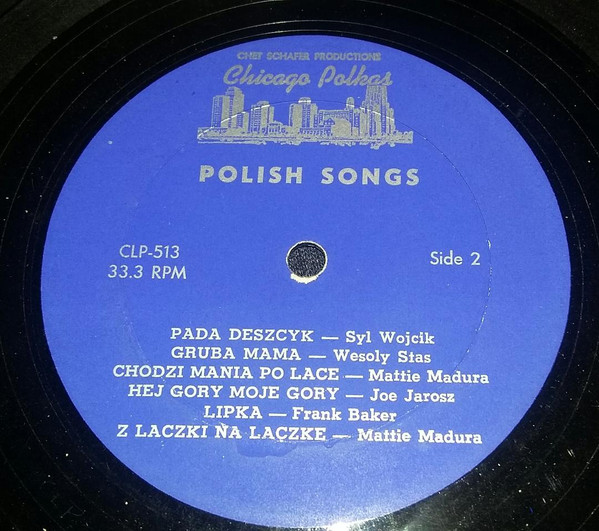 CHET SCHAFER PRODUCTIONS
Chicago Polkas
POLISH SONGS
CLP-513
33.3 RPM
Side 2
PADA DESZCYK — Syl Wojcik
GRUBA MAMA — Wesoly Stas
CHODZI MANIA PO LACE — Mattie Madura
HEJ GORY MOJE GORY — Joe Jarosz
LIPKA — Frank Baker
Z LACZKI NA LACZKE — Mattie Madura